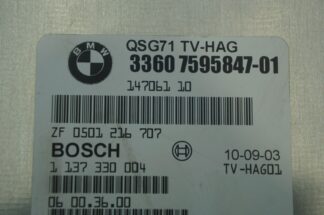 BMW
QSG71 TV-HAG
3360 7595847-01
147061 10
ZF 0501 216 707
BOSCH
10-09-03
1 137 330 004
TV-HAG01
06 00.36.00